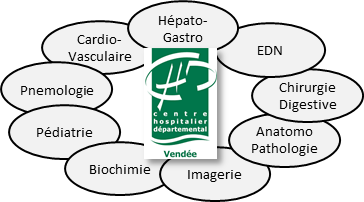 Hépato-
Gastro
Cardio-
Vasculaire
EDN
Pnemologie
Chirurgie
Digestive
centre
hospitalier
départemental
Vendée
Pédiatrie
Anatomo
Pathologie
Biochimie
Imagerie